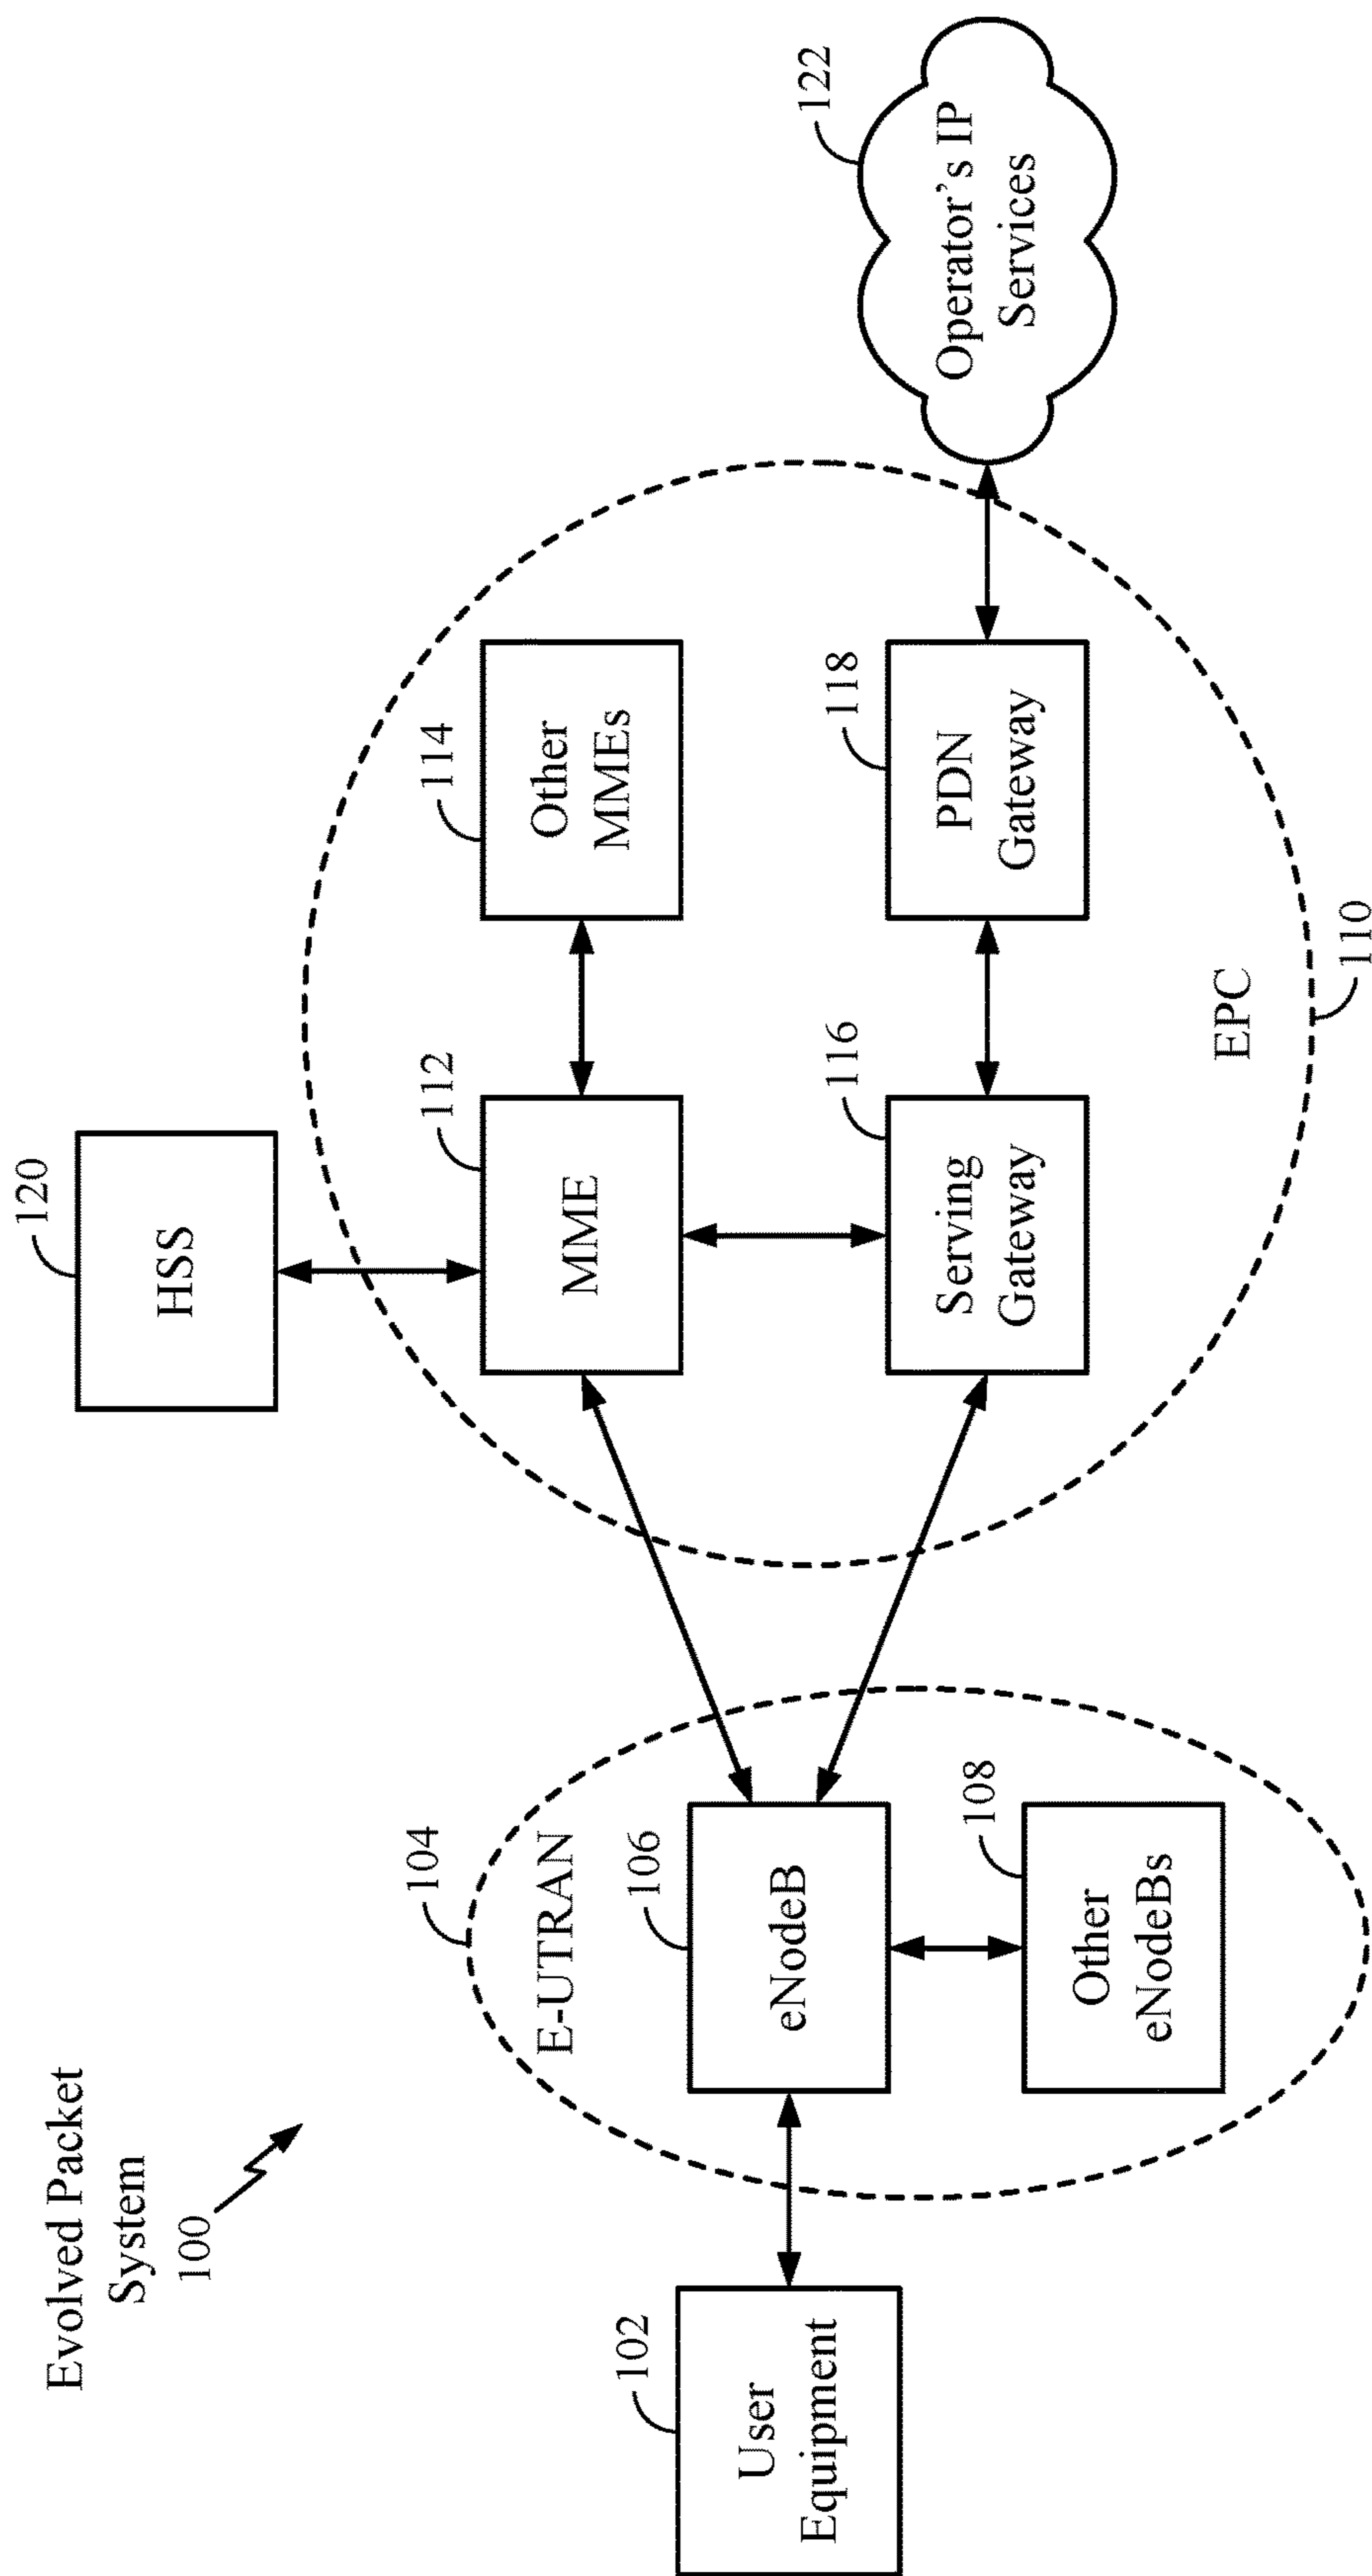 Evolved Packet
System
100
120
HSS
104
E-UTRAN
102
User
Equipment
106
eNodeB
108
Other
eNodeBs
112
MME
114
Other
MMEs
116
Serving
Gateway
118
PDN
Gateway
EPC
110
122
Operator’s IP
Services